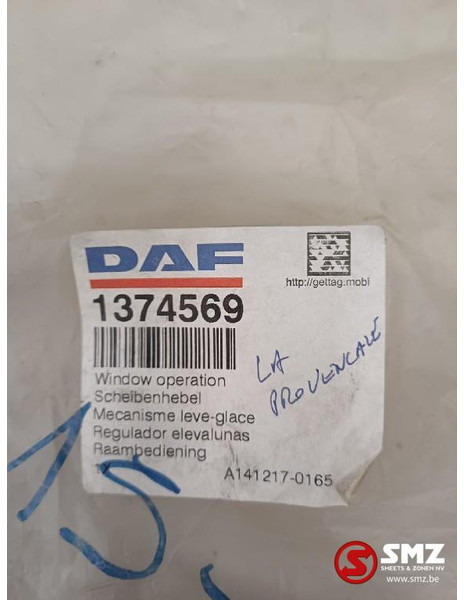 DAF
http://gettag.mobi
1374569
Window operation
Scheibenhebel
Mecanisme leve-glace
Regulador elevalunas
Raambediening
A141217-0165
LA
PROVENCALE
15
SMZ
SHEETS & ZONEN NV
www.smz.be